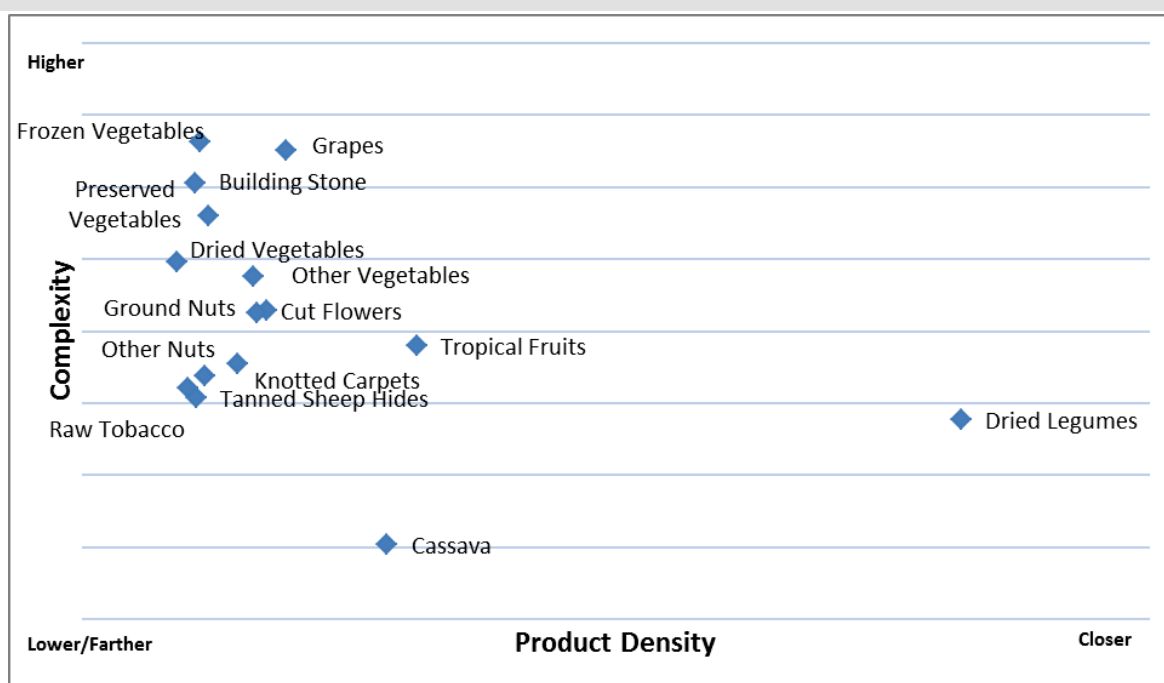 Higher
Frozen Vegetables
Grapes
Building Stone
Preserved
Vegetables
Dried Vegetables
Other Vegetables
Ground Nuts
Cut Flowers
Tropical Fruits
Other Nuts
Knotted Carpets
Tanned Sheep Hides
Raw Tobacco
Dried Legumes
Cassava
Complexity
Lower/Farther
Product Density
Closer